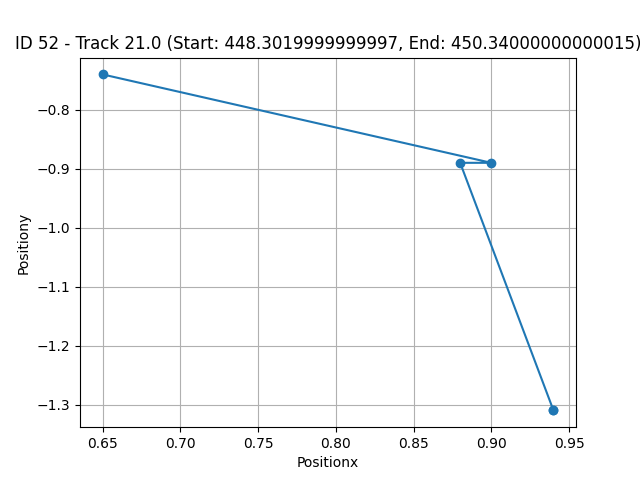 ID 52 - Track 21.0 (Start: 448.3019999999997, End: 450.34000000000015)
−0.8
−0.9
−1.0
−1.1
−1.2
−1.3
Positiony
0.65 0.70 0.75 0.80 0.85 0.90 0.95
Positionx